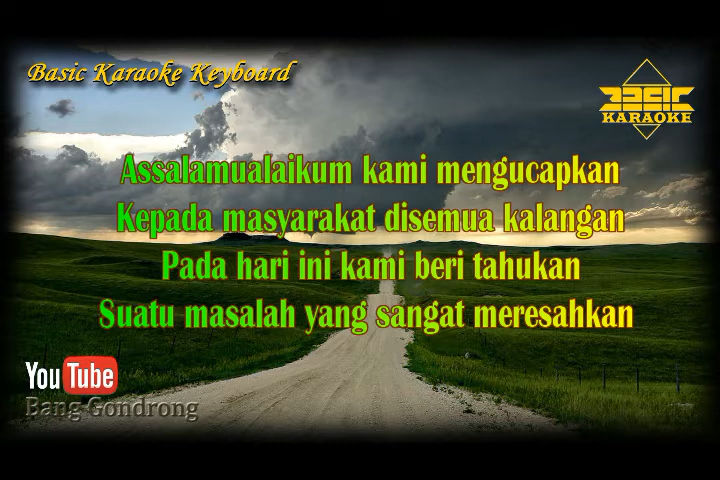 Basic Karaoke Keyboard
BASIC
KARAOKE
Assalamualaikum kami mengucapkan
Kepada masyarakat disemua kalangan
Pada hari ini kami beri tahukan
Suatu masalah yang sangat meresahkan
YouTube
Bang Gondrong